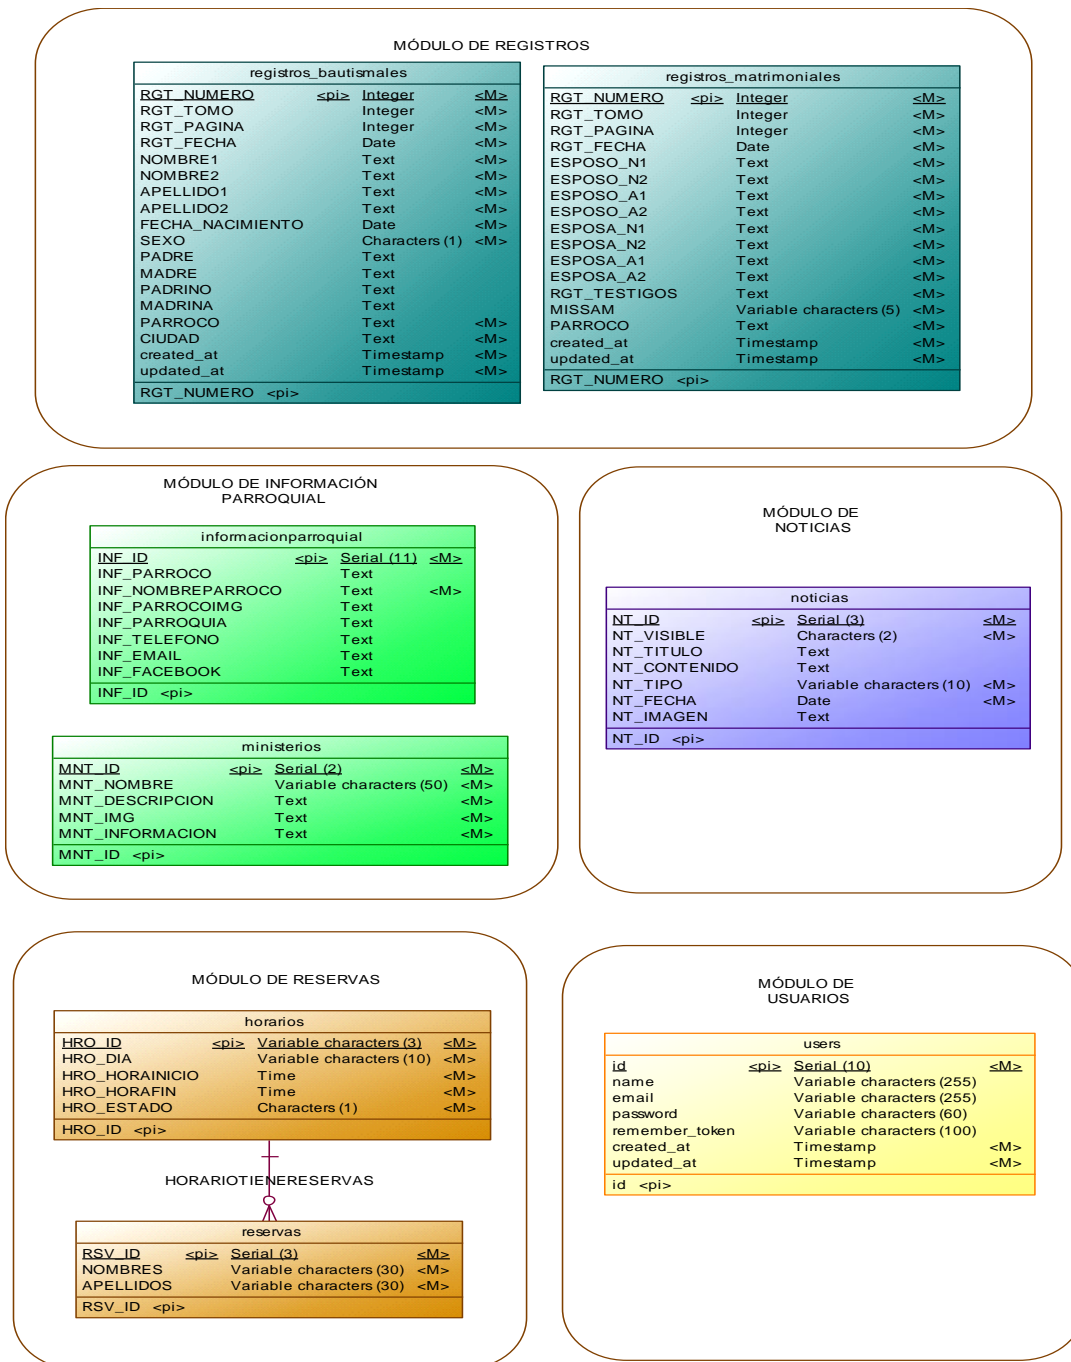 MÓDULO DE REGISTROS
registros_bautismales
RGT_NUMERO <pi> Integer <M>
RGT_TOMO Integer <M>
RGT_PAGINA Integer <M>
RGT_FECHA Date <M>
NOMBRE1 Text <M>
NOMBRE2 Text <M>
APELLIDO1 Text <M>
APELLIDO2 Text <M>
FECHA_NACIMIENTO Date <M>
SEXO Characters (1) <M>
PADRE Text
MADRE Text
PADRINO Text
MADRINA Text
PARROCO Text <M>
CIUDAD Text <M>
created_at Timestamp <M>
updated_at Timestamp <M>
RGT_NUMERO <pi>
registros_matrimoniales
RGT_NUMERO <pi> Integer <M>
RGT_TOMO Integer <M>
RGT_PAGINA Integer <M>
RGT_FECHA Date <M>
ESPOSO_N1 Text <M>
ESPOSO_N2 Text <M>
ESPOSO_A1 Text <M>
ESPOSO_A2 Text <M>
ESPOSA_N1 Text <M>
ESPOSA_N2 Text <M>
ESPOSA_A1 Text <M>
ESPOSA_A2 Text <M>
RGT_TESTIGOS Text <M>
MISSAM Variable characters (5) <M>
PARROCO Text <M>
created_at Timestamp <M>
updated_at Timestamp <M>
RGT_NUMERO <pi>
MÓDULO DE INFORMACIÓN
PARROQUIAL
informacionparroquial
INF_ID <pi> Serial (11) <M>
INF_PARROCO Text
INF_NOMBREPARROCO Text <M>
INF_PARROCOIMG Text
INF_PARROQUIA Text
INF_TELEFONO Text
INF_EMAIL Text
INF_FACEBOOK Text
INF_ID <pi>
ministerios
MNT_ID <pi> Serial (2) <M>
MNT_NOMBRE Variable characters (50) <M>
MNT_DESCRIPCION Text <M>
MNT_IMG Text <M>
MNT_INFORMACION Text <M>
MNT_ID <pi>
MÓDULO DE
NOTICIAS
noticias
NT_ID <pi> Serial (3) <M>
NT_VISIBLE Characters (2) <M>
NT_TITULO Text
NT_CONTENIDO Text
NT_TIPO Variable characters (10) <M>
NT_FECHA Date <M>
NT_IMAGEN Text
NT_ID <pi>
MÓDULO DE RESERVAS
horarios
HRO_ID <pi> Variable characters (3) <M>
HRO_DIA Variable characters (10) <M>
HRO_HORAINICIO Time <M>
HRO_HORAFIN Time <M>
HRO_ESTADO Characters (1) <M>
HRO_ID <pi>
HORARIOTIENERESERVAS
reservas
RSV_ID <pi> Serial (3) <M>
NOMBRES Variable characters (30) <M>
APELLIDOS Variable characters (30) <M>
RSV_ID <pi>
MÓDULO DE
USUARIOS
users
id <pi> Serial (10) <M>
name Variable characters (255)
email Variable characters (255)
password Variable characters (60)
remember_token Variable characters (100)
created_at Timestamp <M>
updated_at Timestamp <M>
id <pi>